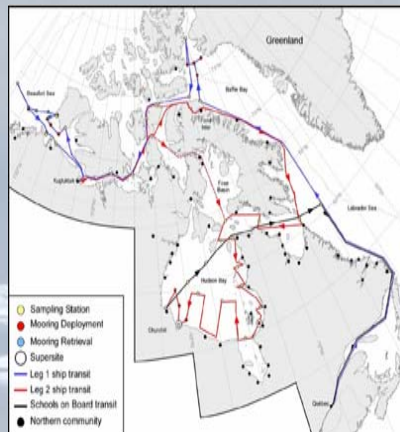 Greenland
Beaufort Sea
Baffin Bay
Kugluktuk
Foxe
Basin
Labrador Sea
Hudson Bay
Churchill
Quebec
Sampling Station
Mooring Deployment
Mooring Retrieval
Supersite
Leg 1 ship transit
Leg 2 ship transit
Schools on Board transit
Northern community